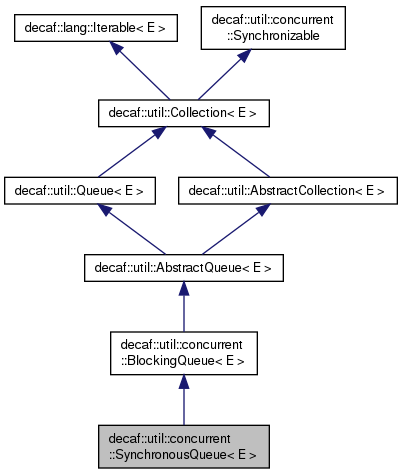 decaf::lang::Iterable< E >
decaf::util::concurrent
::Synchronizable
decaf::util::Collection< E >
decaf::util::Queue< E >
decaf::util::AbstractCollection< E >
decaf::util::AbstractQueue< E >
decaf::util::concurrent
::BlockingQueue< E >
decaf::util::concurrent
::SynchronousQueue< E >